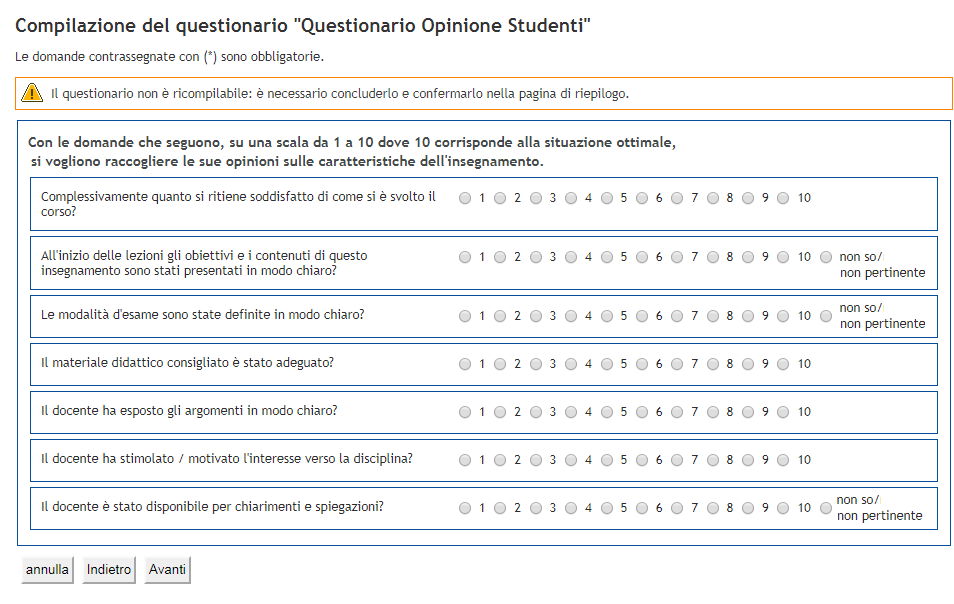 Compilazione del questionario "Questionario Opinione Studenti"
Le domande contrassegnate con (*) sono obbligatorie.
Il questionario non è ricompilabile: è necessario concluderlo e confermarlo nella pagina di riepilogo.
Con le domande che seguono, su una scala da 1 a 10 dove 10 corrisponde alla situazione ottimale,
si vogliono raccogliere le sue opinioni sulle caratteristiche dell'insegnamento.
Complessivamente quanto si ritiene soddisfatto di come si è svolto il
corso?
1 2 3 4 5 6 7 8 9 10
All'inizio delle lezioni gli obiettivi e i contenuti di questo
insegnamento sono stati presentati in modo chiaro?
1 2 3 4 5 6 7 8 9 10 non so/
non pertinente
Le modalità d'esame sono state definite in modo chiaro?
1 2 3 4 5 6 7 8 9 10 non so/
non pertinente
Il materiale didattico consigliato è stato adeguato?
1 2 3 4 5 6 7 8 9 10
Il docente ha esposto gli argomenti in modo chiaro?
1 2 3 4 5 6 7 8 9 10
Il docente ha stimolato / motivato l'interesse verso la disciplina?
1 2 3 4 5 6 7 8 9 10
Il docente è stato disponibile per chiarimenti e spiegazioni?
1 2 3 4 5 6 7 8 9 10 non so/
non pertinente
annulla Indietro Avanti